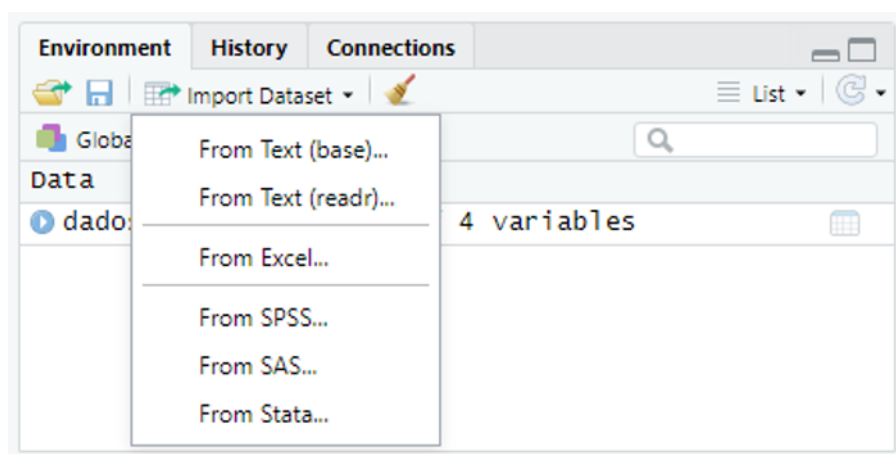 Environment History Connections
Import Dataset List
Globa
From Text (base)...
Data
From Text (readr)...
dado 4 variables
From Excel...
From SPSS...
From SAS...
From Stata...